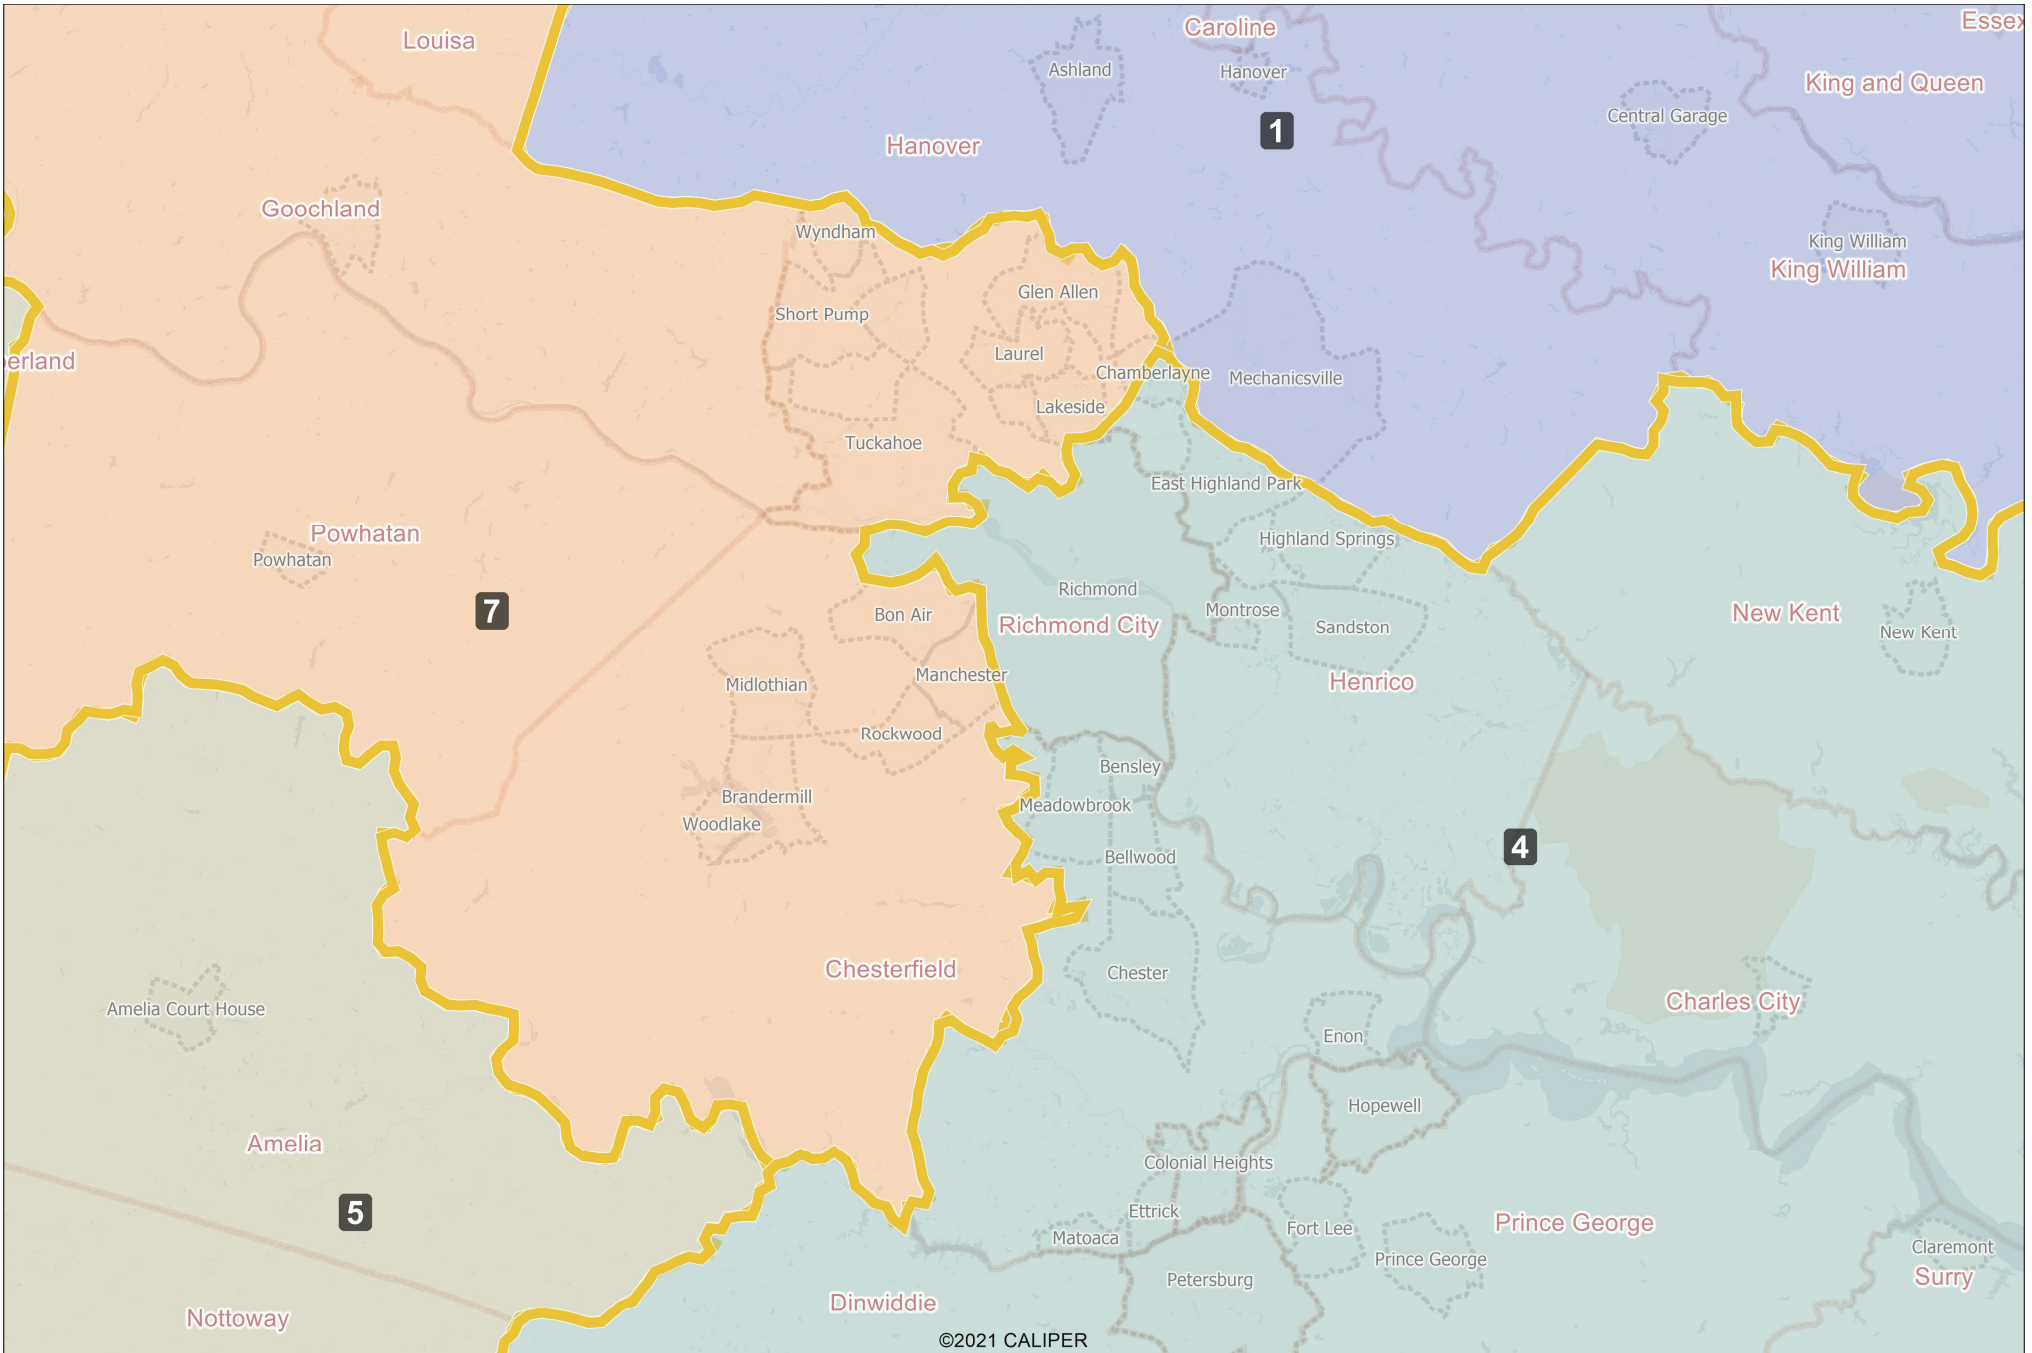 Essex
Caroline
Louisa
Ashland
Hanover
King and Queen
Central Garage
1
Hanover
Goochland
Wyndham
King William
King William
Glen Allen
Short Pump
Laurel
berland
Chamberlayne
Mechanicsville
Lakeside
Tuckahoe
East Highland Park
Powhatan
Highland Springs
Powhatan
Richmond
7
Montrose
New Kent
Bon Air
Richmond City
Sandston
New Kent
Manchester
Henrico
Midlothian
Rockwood
Bensley
Brandermill
Meadowbrook
Woodlake
4
Bellwood
Chesterfield
Chester
Charles City
Amelia Court House
Enon
Hopewell
Amelia
Colonial Heights
5
Ettrick
Fort Lee
Prince George
Matoaca
Claremont
Prince George
Petersburg
Surry
Dinwiddie
Nottoway
©2021 CALIPER